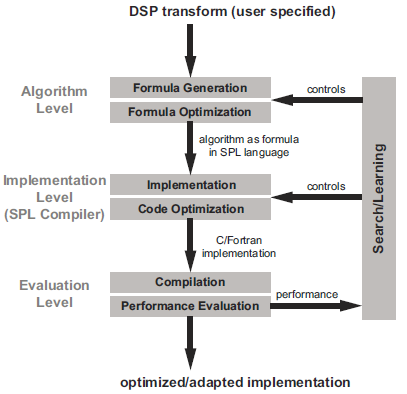 DSP transform (user specified)
Algorithm
Level
Formula Generation
Formula Optimization
controls
algorithm as formula
in SPL language
Implementation
Level
(SPL Compiler)
Implementation
Code Optimization
controls
Search/Learning
C/Fortran
implementation
Evaluation
Level
Compilation
Performance Evaluation
performance
optimized/adapted implementation